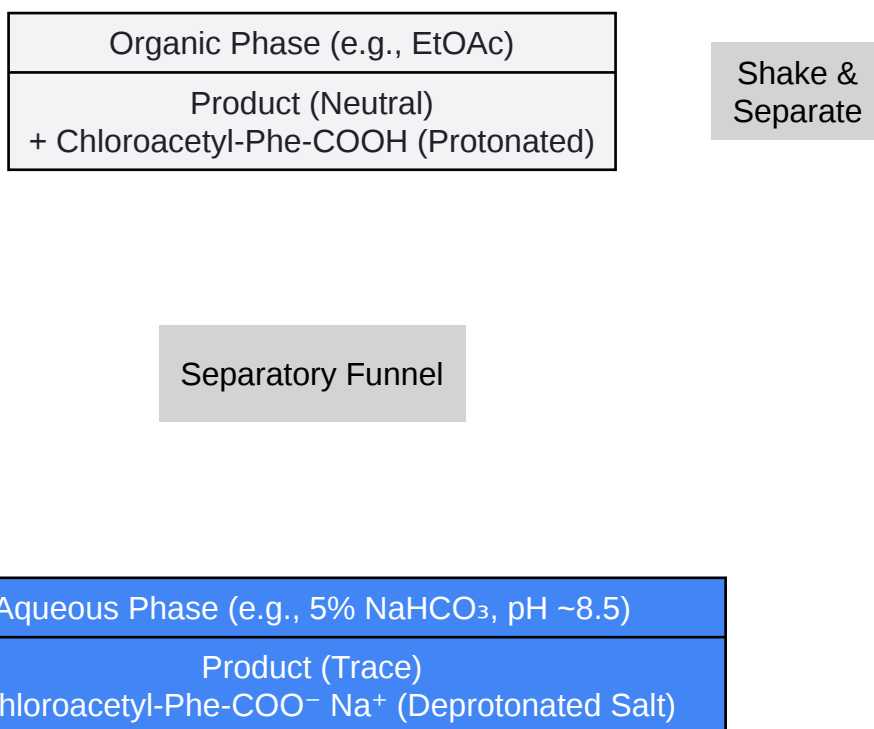 Organic Phase (e.g., EtOAc)
Product (Neutral)
+ Chloroacetyl-Phe-COOH (Protonated)
Shake &
Separate
Separatory Funnel
Aqueous Phase (e.g., 5% NaHCO₃, pH ~8.5)
Product (Trace)
hloroacetyl-Phe-COO⁻ Na⁺ (Deprotonated Salt)